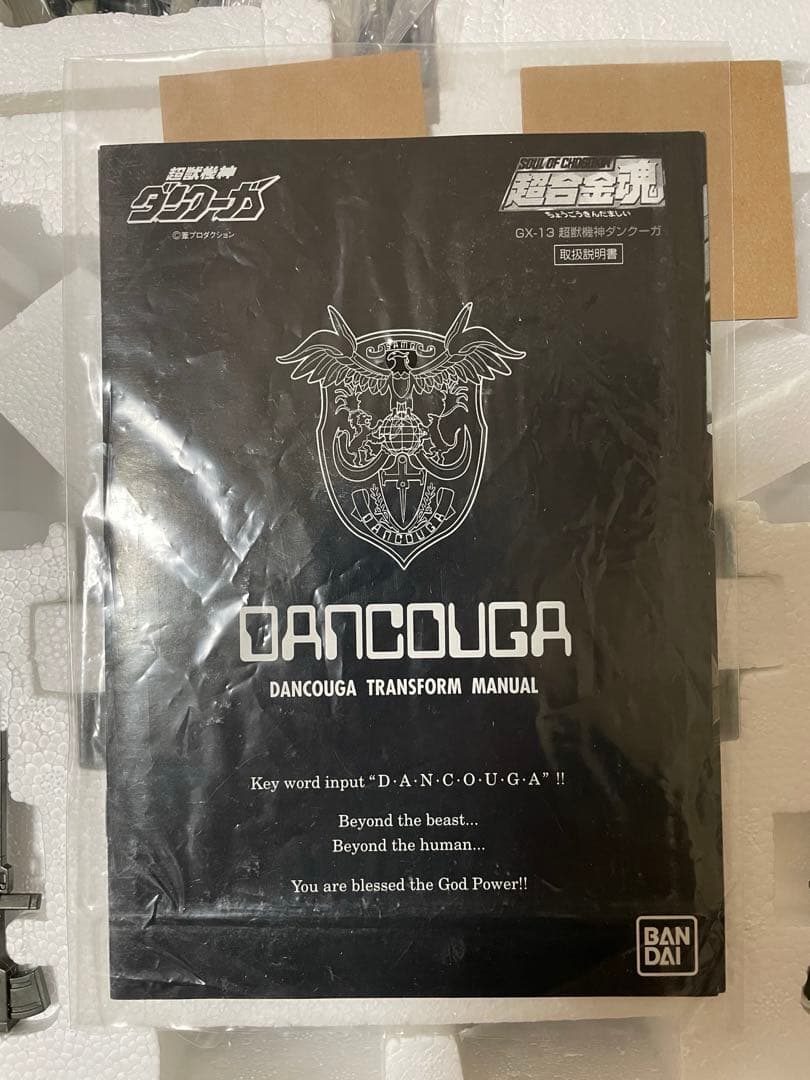 超獣機神
ダンクーガ
©葦プロダクション
SOUL OF CHOGOKIN
超合金魂
ちょうごうきんだましい
GX-13 超獣機神ダンクーガ
取扱説明書
DANCOUGA
DANCOUGA
DANCOUGA TRANSFORM MANUAL
Key word input “D·A·N·C·O·U·G·A” !!
Beyond the beast...
Beyond the human...
You are blessed the God Power!!
BAN
DAI